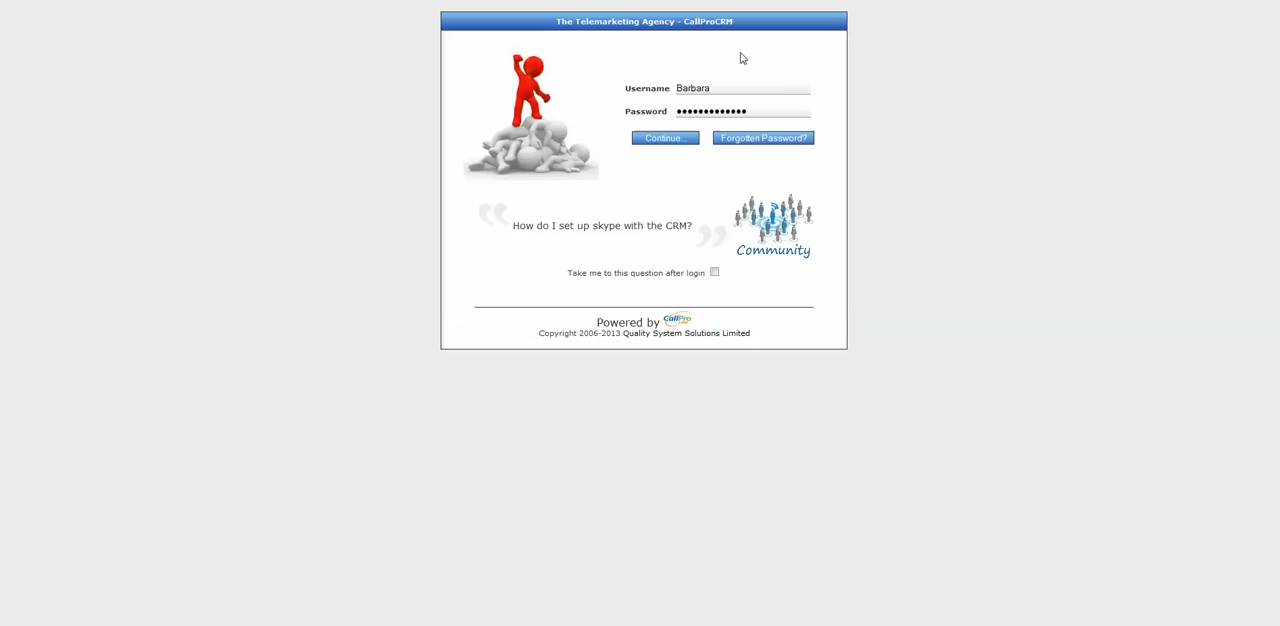 The Telemarketing Agency - CallProCRM
Username Barbara
Password •••••••••••••
Continue... Forgotten Password?
How do I set up skype with the CRM?
Community
Take me to this question after login
Powered by CallPro
Copyright 2006-2013 Quality System Solutions Limited